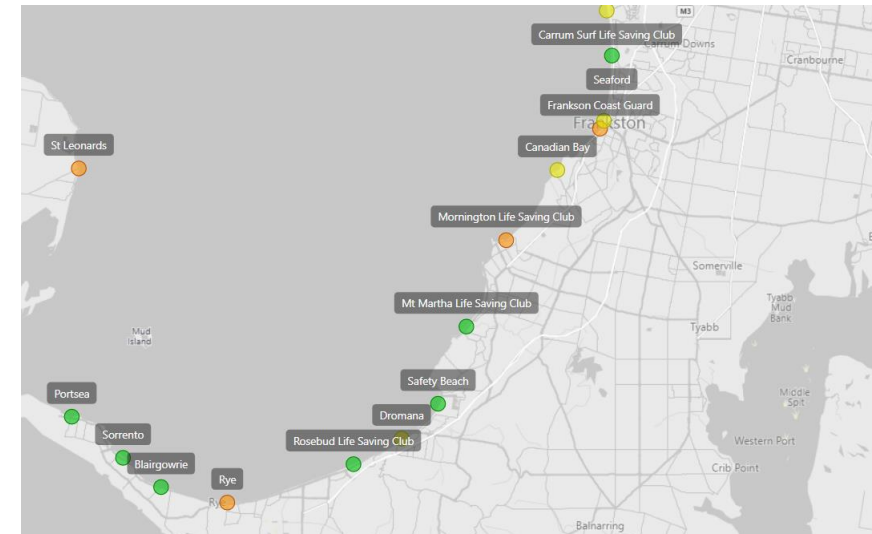 M3
Carrum Surf Life Saving Club
Carrum Downs
Cranbourne
Seaford
Frankson Coast Guard
Frankston
St Leonards
Canadian Bay
Mornington Life Saving Club
Somerville
Mt Martha Life Saving Club
Tyabb
Mud
Bank
Tyabb
Mud
Island
Safety Beach
Middle
Spit
Portsea
Dromana
Sorrento
Rosebud Life Saving Club
Western Port
Blairgowrie
Crib Point
Rye
Rye
Balnarring